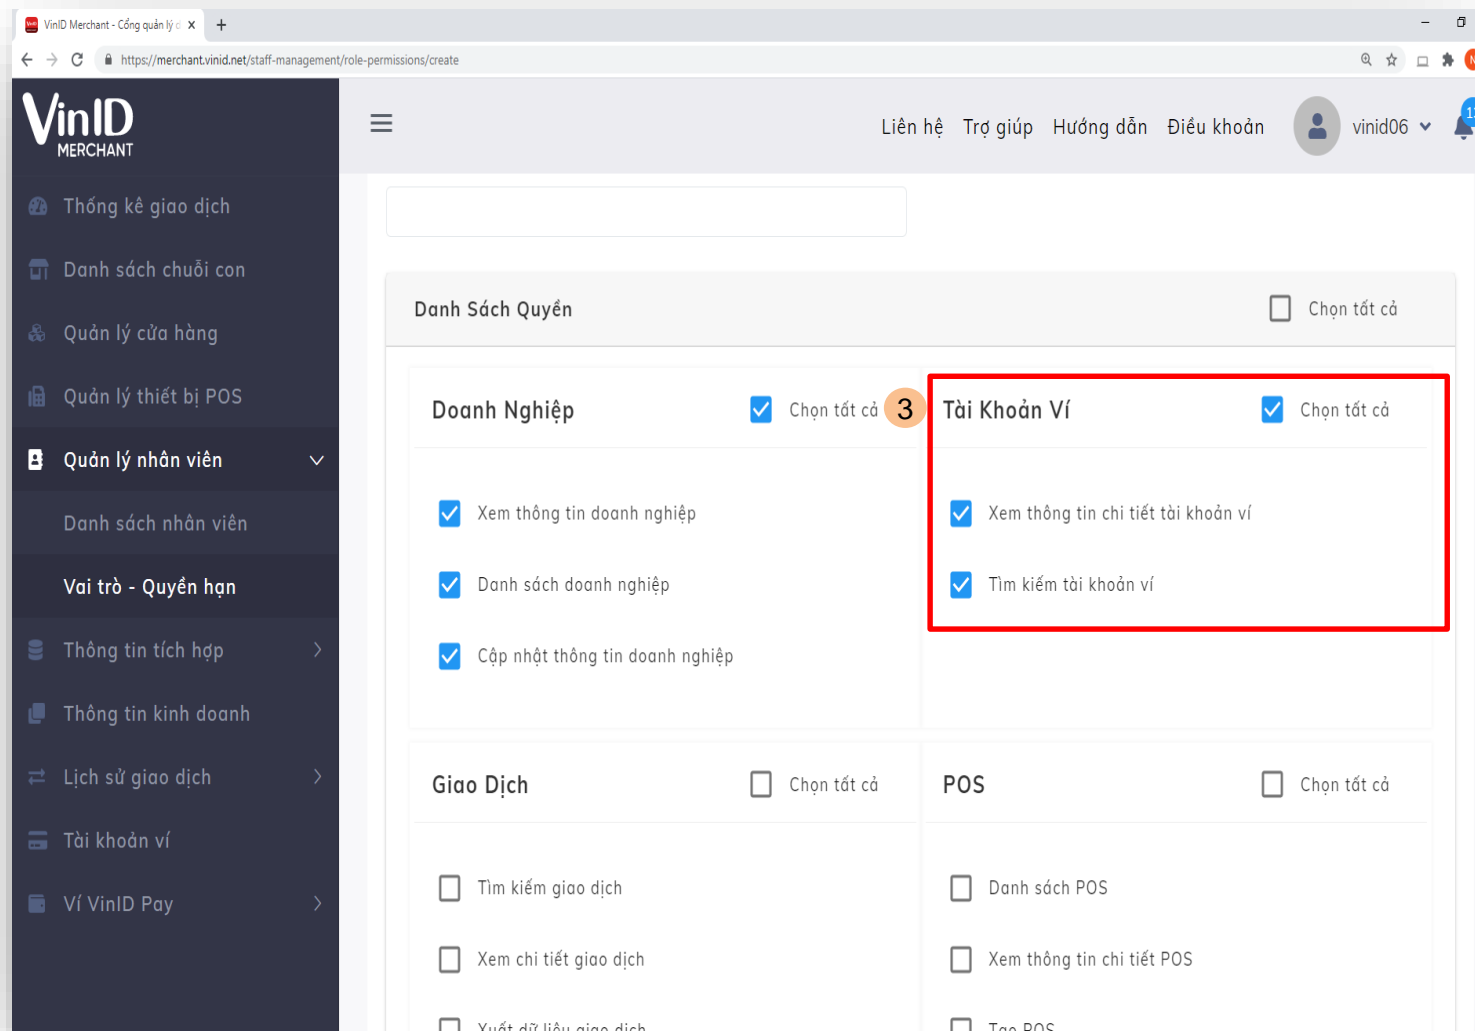 VinID Merchant - Cổng quản lý d
https://merchant.vinid.net/staff-management/role-permissions/create
VinID
MERCHANT
Liên hệ Trợ giúp Hướng dẫn Điều khoản vinid06
Thống kê giao dịch
Danh sách chuỗi con
Quản lý cửa hàng
Quản lý thiết bị POS
Quản lý nhân viên
Danh sách nhân viên
Vai trò - Quyền hạn
Thông tin tích hợp
Thông tin kinh doanh
Lịch sử giao dịch
Tài khoản ví
Ví VinID Pay
Danh Sách Quyền Chọn tất cả
Doanh Nghiệp Chọn tất cả
Xem thông tin doanh nghiệp
Danh sách doanh nghiệp
Cập nhật thông tin doanh nghiệp
3
Tài Khoản Ví Chọn tất cả
Xem thông tin chi tiết tài khoản ví
Tìm kiếm tài khoản ví
Giao Dịch Chọn tất cả
Tìm kiếm giao dịch
Xem chi tiết giao dịch
Xuất dữ liệu giao dịch
POS Chọn tất cả
Danh sách POS
Xem thông tin chi tiết POS
Tạo POS